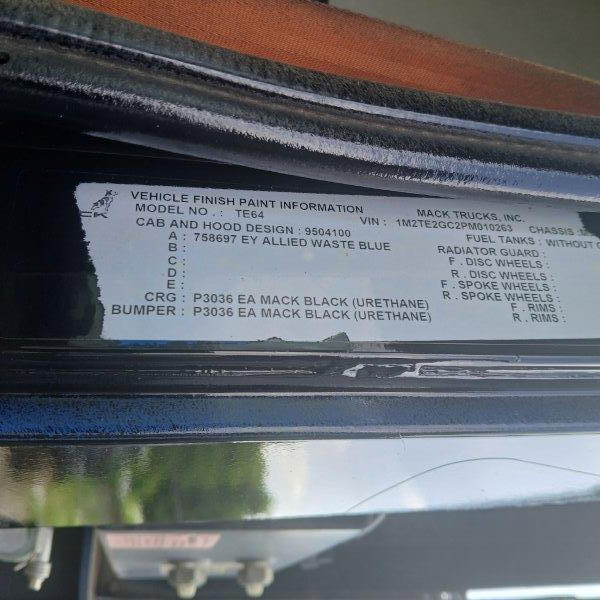 VEHICLE FINISH PAINT INFORMATION MACK TRUCKS, INC.
MODEL NO . : TE64 VIN : 1M2TE2GC2PM010263 CHASSIS :
CAB AND HOOD DESIGN : 9504100 FUEL TANKS : WITHOUT
A : 758697 EY ALLIED WASTE BLUE RADIATOR GUARD :
B : F . DISC WHEELS :
C : R . DISC WHEELS :
D : F . SPOKE WHEELS :
E : R . SPOKE WHEELS :
CRG : P3036 EA MACK BLACK (URETHANE) F . RIMS :
BUMPER : P3036 EA MACK BLACK (URETHANE) R . RIMS :